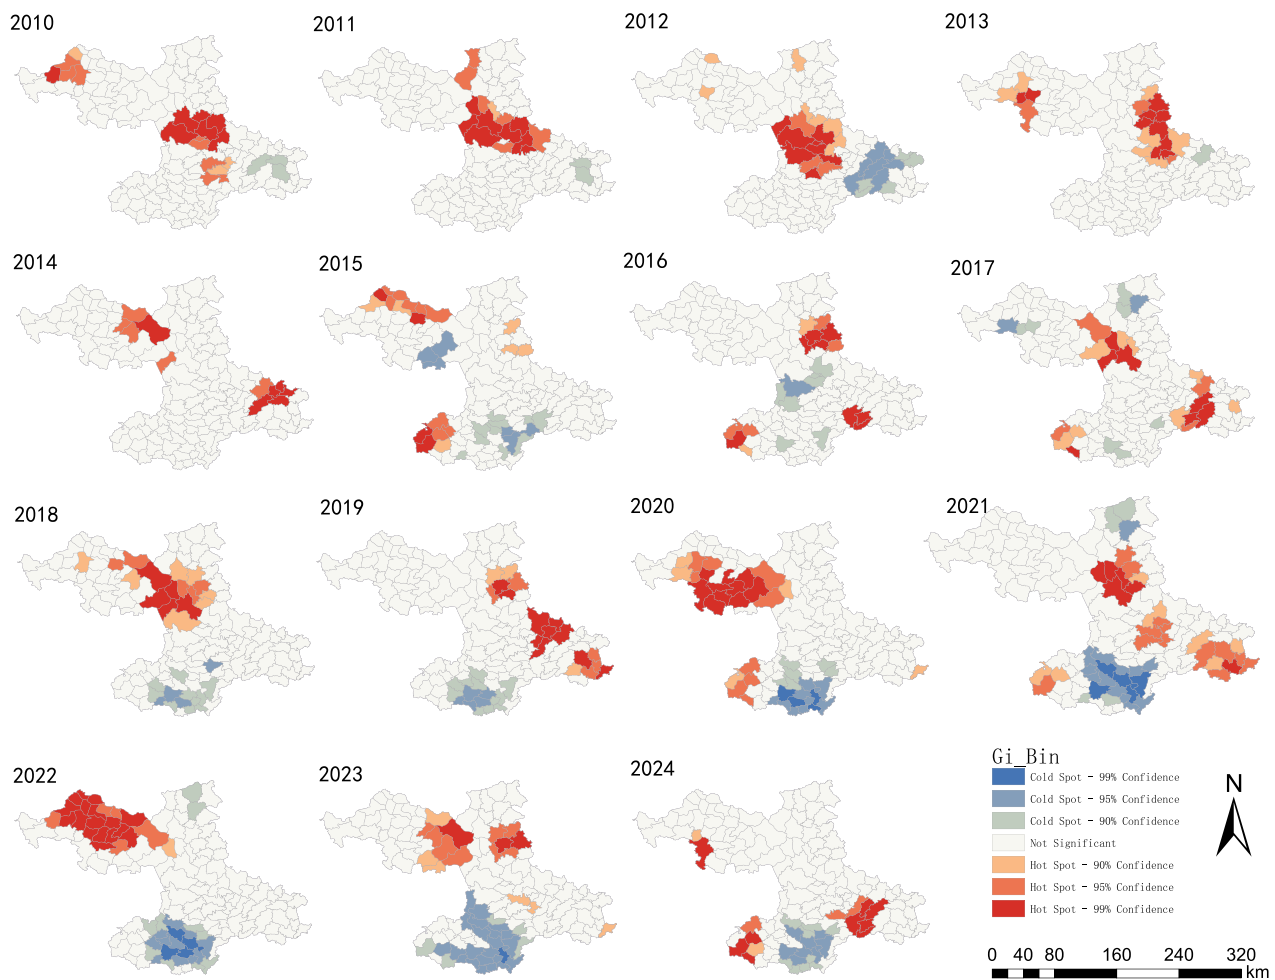 2010
2011
2012
2013
2014
2015
2016
2017
2018
2019
2020
2021
2022
2023
2024
Gi_Bin
Cold Spot - 99% Confidence
Cold Spot - 95% Confidence
Cold Spot - 90% Confidence
Not Significant
Hot Spot - 90% Confidence
Hot Spot - 95% Confidence
Hot Spot - 99% Confidence
N
0 40 80 160 240 320
km